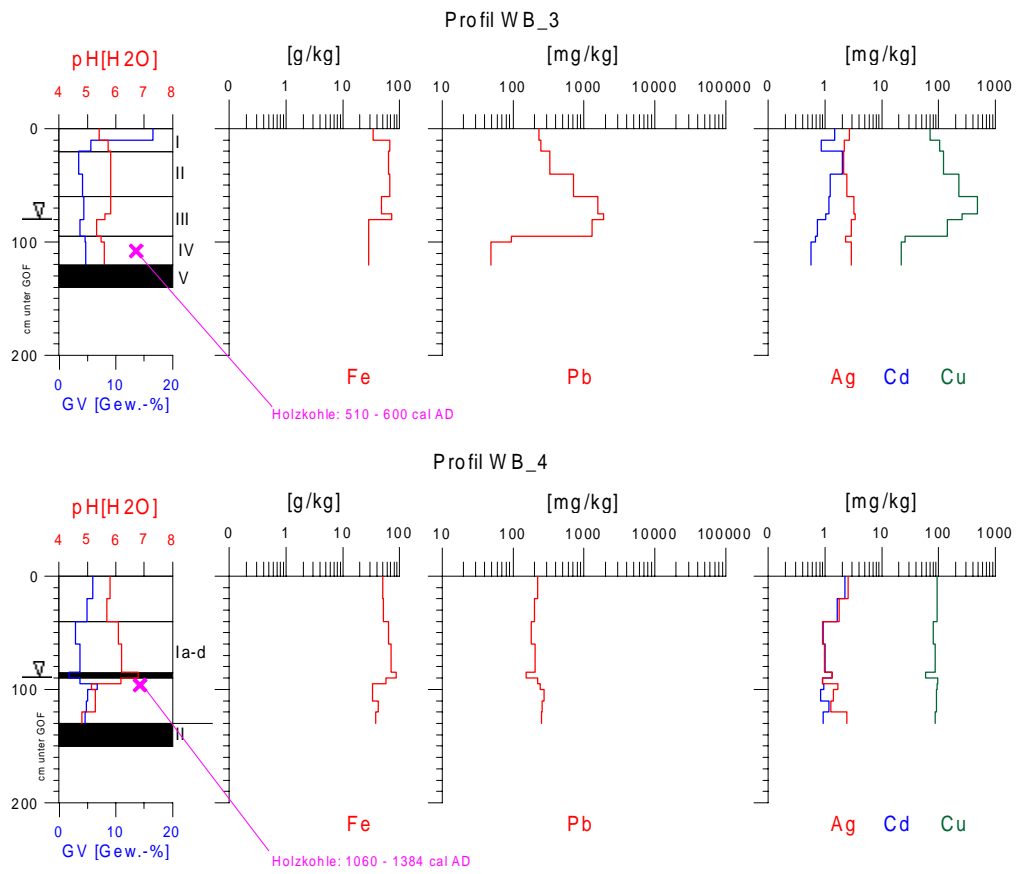 Profil WB_3
pH[H2O] [g/kg] [mg/kg] [mg/kg]
4 5 6 7 8 0 1 10 100 10 100 1000 10000 100000 0 1 10 100 1000
0
I
II
III
100
IV
V
cm unter GOF
200
0 10 20
GV [Gew.-%]
Fe Pb Ag Cd Cu
Holzkohle: 510 - 600 cal AD
Profil WB_4
pH[H2O] [g/kg] [mg/kg] [mg/kg]
4 5 6 7 8 0 1 10 100 10 100 1000 10000 100000 0 1 10 100 1000
0
Ia-d
100
II
cm unter GOF
200
0 10 20
GV [Gew.-%]
Fe Pb Ag Cd Cu
Holzkohle: 1060 - 1384 cal AD